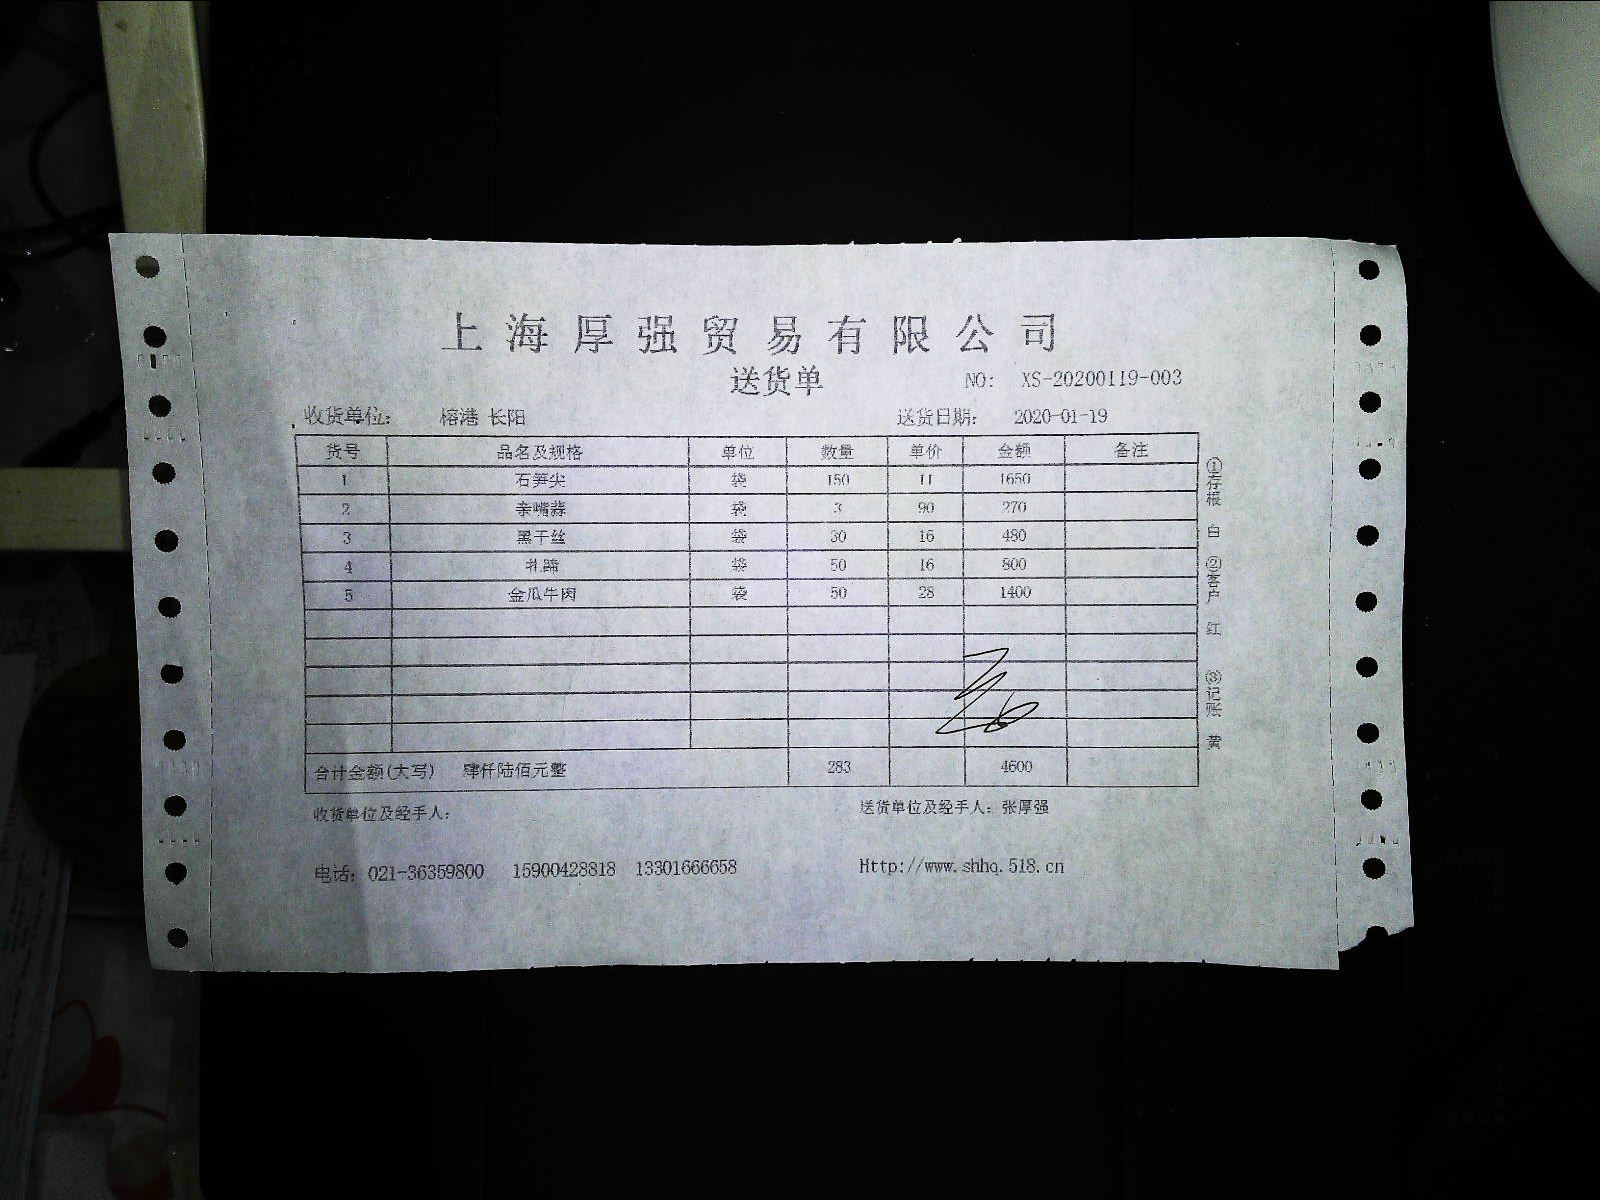 上海厚强贸易有限公司
送货单
NO: XS-20200119-003
收货单位: 榕港 长阳 送货日期: 2020-01-19
货号 品名及规格 单位 数量 单价 金额 备注
1 石笋尖 袋 150 11 1650
2 亲嘴蒜 袋 3 90 270
3 黑干丝 袋 30 16 480
4 扎蹄 袋 50 16 800
5 金瓜牛肉 袋 50 28 1400
合计金额(大写) 肆仟陆佰元整 283 4600
收货单位及经手人: 送货单位及经手人: 张厚强
电话: 021-36359800 15900428818 13301666658 Http://www.shhq.518.cn
①存根 白 ②客户 红 ③记账 黄